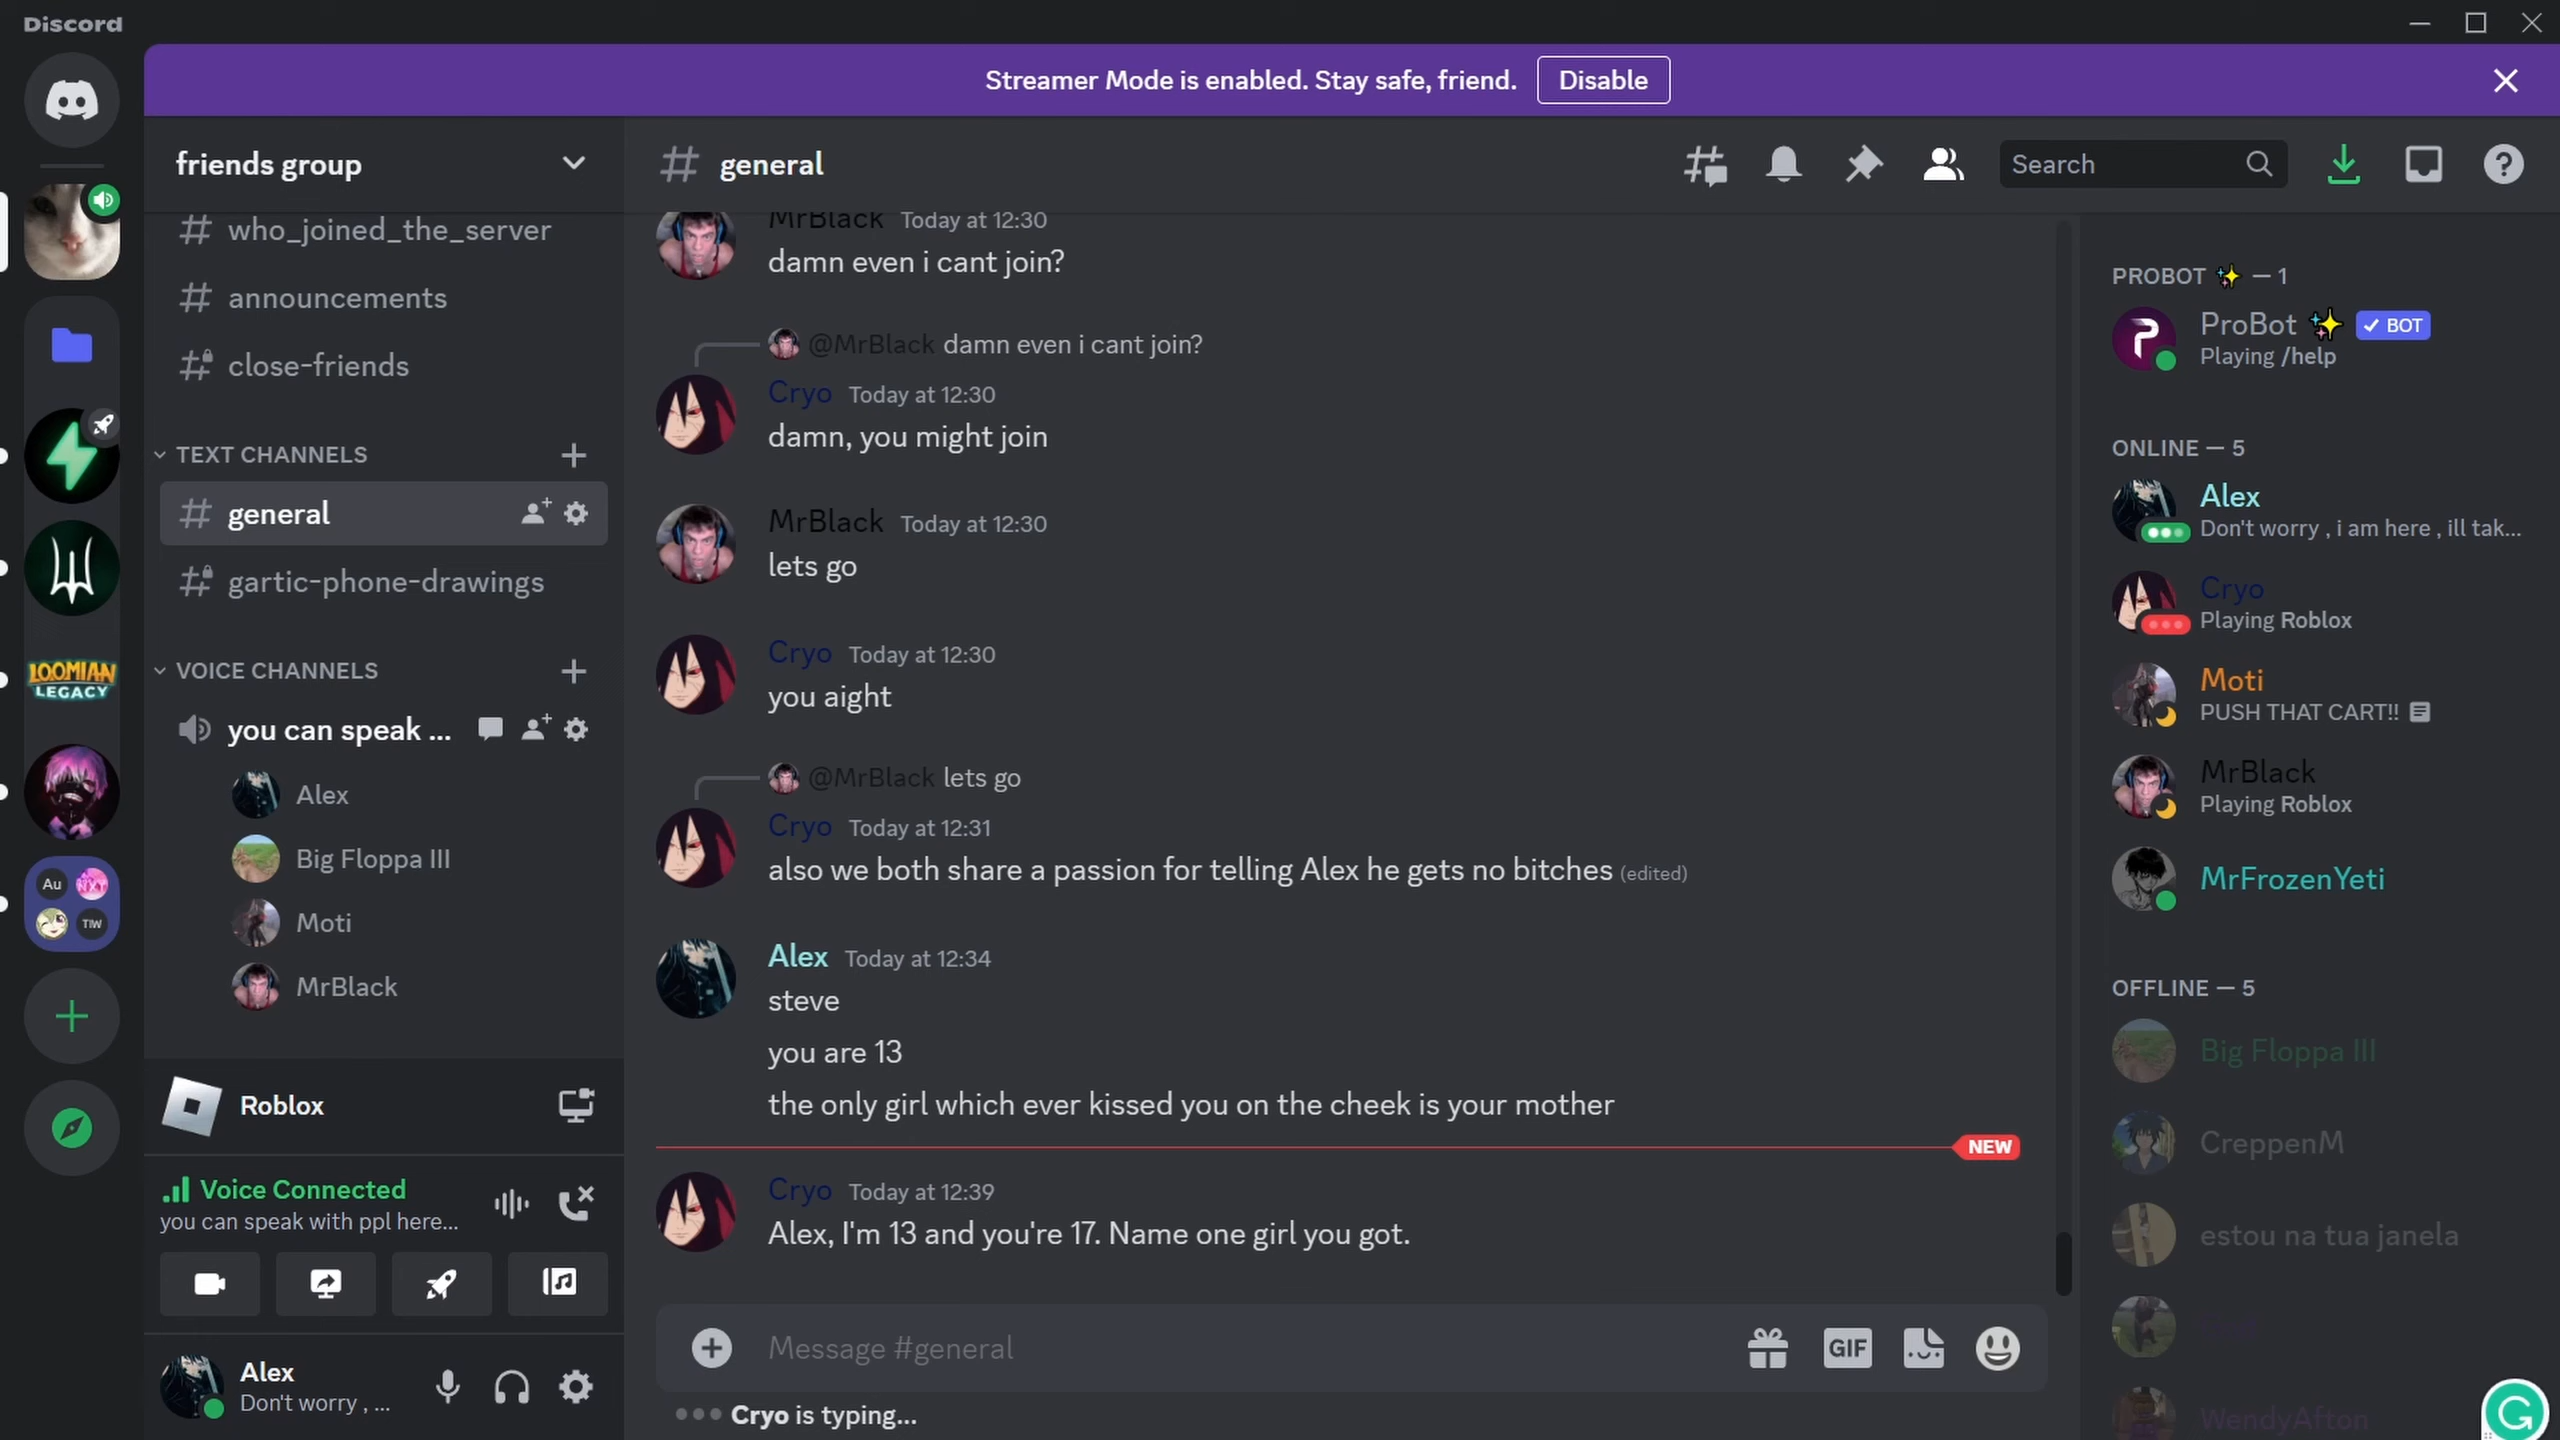 Discord
Streamer Mode is enabled. Stay safe, friend.
Disable
friends group
who_joined_the_server
announcements
close-friends
TEXT CHANNELS
general
gartic-phone-drawings
VOICE CHANNELS
you can speak ...
Alex
Big Floppa III
Moti
MrBlack
LOOMIAN
LEGACY
Au
NXY
TIW
Roblox
Voice Connected
you can speak with ppl here...
Alex
Don't worry , ...
general
Search
MrBlack Today at 12:30
damn even i cant join?
@MrBlack damn even i cant join?
Cryo Today at 12:30
damn, you might join
MrBlack Today at 12:30
lets go
Cryo Today at 12:30
you aight
@MrBlack lets go
Cryo Today at 12:31
also we both share a passion for telling Alex he gets no bitches (edited)
Alex Today at 12:34
steve
you are 13
the only girl which ever kissed you on the cheek is your mother
NEW
Cryo Today at 12:39
Alex, I'm 13 and you're 17. Name one girl you got.
Message #general
GIF
Cryo is typing...
PROBOT ✨ — 1
ProBot ✨ ✓ BOT
Playing /help
ONLINE — 5
Alex
Don't worry , i am here , ill tak...
Cryo
Playing Roblox
Moti
PUSH THAT CART!!
MrBlack
Playing Roblox
MrFrozenYeti
OFFLINE — 5
Big Floppa III
CreppenM
estou na tua janela
WendyAfton